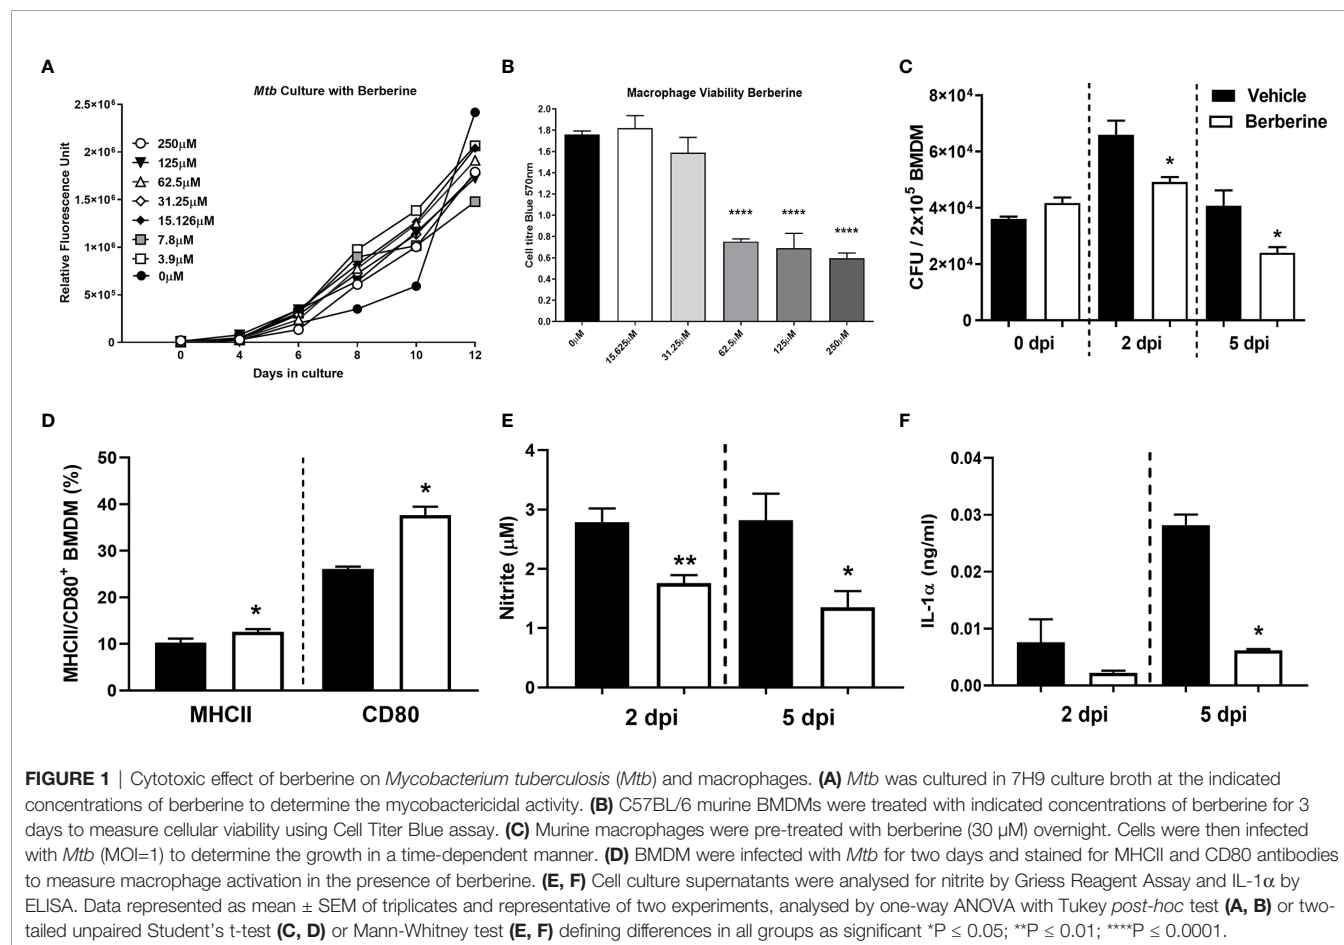 A
Mtb Culture with Berberine
2.5×10⁶
2×10⁶
1.5×10⁶
1×10⁶
5×10⁵
0
Relative Fluorescence Unit
250µM
125µM
62.5µM
31.25µM
15.126µM
7.8µM
3.9µM
0µM
0 4 6 8 10 12
Days in culture
B
Macrophage Viability Berberine
2.0
1.8
1.6
1.4
1.2
1.0
0.8
0.6
0.4
0.2
0.0
Cell titre Blue 570nm
**** **** ****
0µM 15.625µM 31.25µM 62.5µM 125µM 250µM
C
8×10⁴
6×10⁴
4×10⁴
2×10⁴
0
CFU / 2x10⁵ BMDM
Vehicle
Berberine
*
*
0 dpi 2 dpi 5 dpi
D
50
40
30
20
10
0
MHCII/CD80⁺ BMDM (%)
*
*
MHCII CD80
E
4
3
2
1
0
Nitrite (µM)
**
*
2 dpi 5 dpi
F
0.04
0.03
0.02
0.01
0.00
IL-1α (ng/ml)
*
2 dpi 5 dpi
FIGURE 1 | Cytotoxic effect of berberine on Mycobacterium tuberculosis (Mtb) and macrophages. (A) Mtb was cultured in 7H9 culture broth at the indicated
concentrations of berberine to determine the mycobactericidal activity. (B) C57BL/6 murine BMDMs were treated with indicated concentrations of berberine for 3
days to measure cellular viability using Cell Titer Blue assay. (C) Murine macrophages were pre-treated with berberine (30 µM) overnight. Cells were then infected
with Mtb (MOI=1) to determine the growth in a time-dependent manner. (D) BMDM were infected with Mtb for two days and stained for MHCII and CD80 antibodies
to measure macrophage activation in the presence of berberine. (E, F) Cell culture supernatants were analysed for nitrite by Griess Reagent Assay and IL-1α by
ELISA. Data represented as mean ± SEM of triplicates and representative of two experiments, analysed by one-way ANOVA with Tukey post-hoc test (A, B) or two-
tailed unpaired Student's t-test (C, D) or Mann-Whitney test (E, F) defining differences in all groups as significant *P ≤ 0.05; **P ≤ 0.01; ****P ≤ 0.0001.